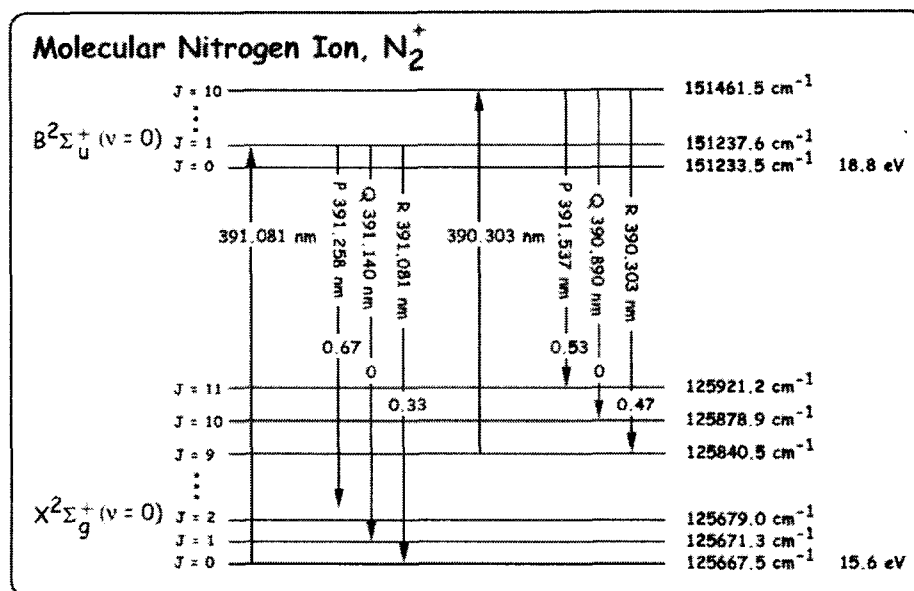 Molecular Nitrogen Ion, N₂⁺
J = 10
151461.5 cm⁻¹
B²Σ⁺ᵤ (ν = 0)
J = 1
151237.6 cm⁻¹
J = 0
151233.5 cm⁻¹ 18.8 eV
391.081 nm
P 391.258 nm
Q 391.140 nm
R 391.081 nm
390.303 nm
P 391.537 nm
Q 390.890 nm
R 390.303 nm
0.67
0
0.33
0.53
0
0.47
J = 11
125921.2 cm⁻¹
J = 10
125878.9 cm⁻¹
J = 9
125840.5 cm⁻¹
X²Σ⁺g (ν = 0)
J = 2
125679.0 cm⁻¹
J = 1
125671.3 cm⁻¹
J = 0
125667.5 cm⁻¹ 15.6 eV